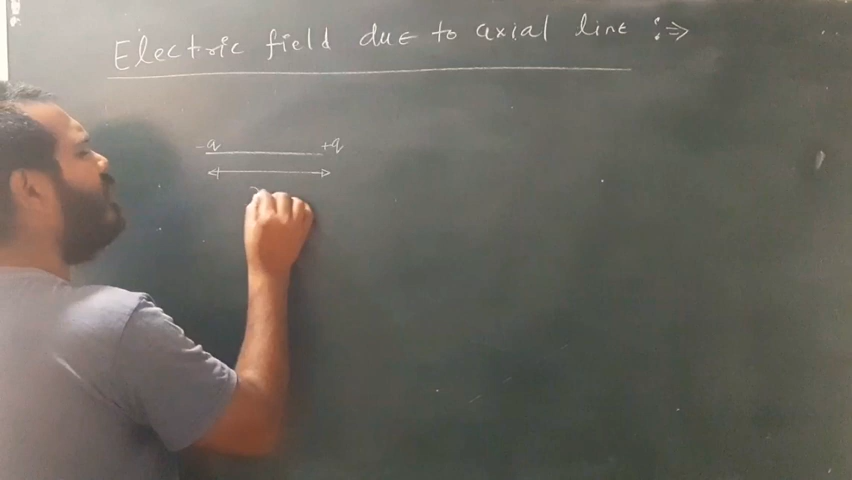 Electric field due to axial line :⇒
-q +q